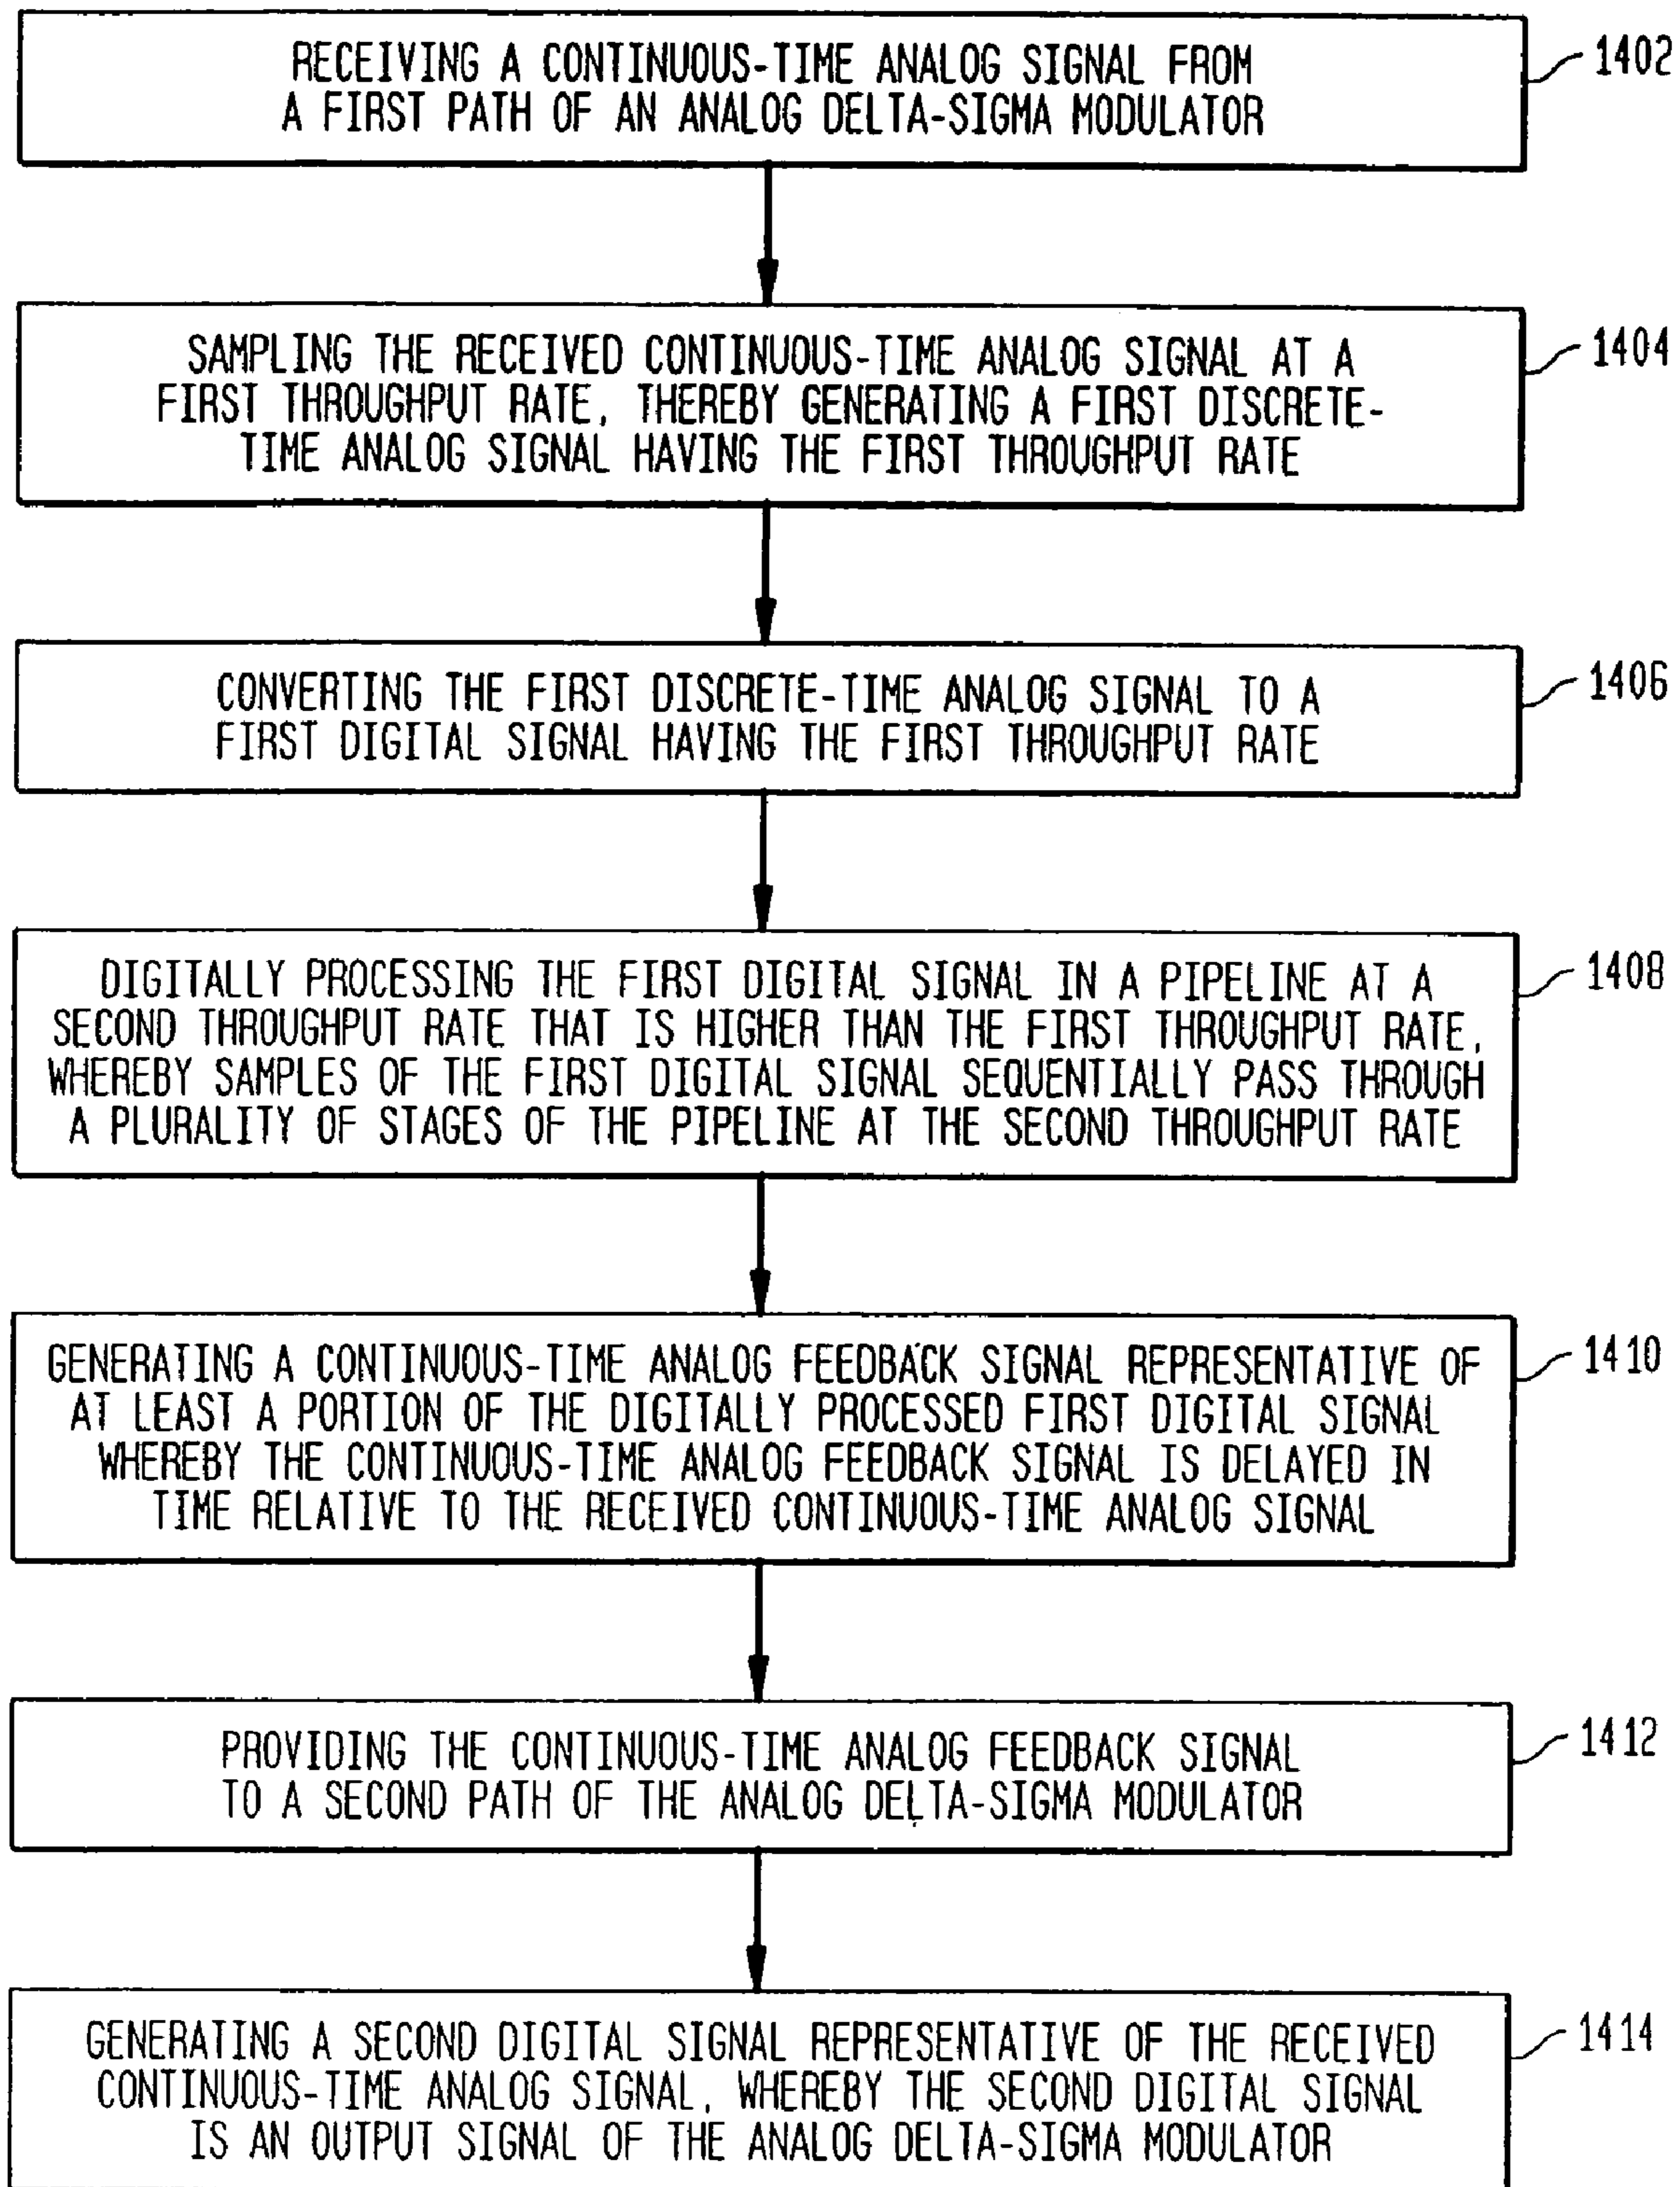 RECEIVING A CONTINUOUS-TIME ANALOG SIGNAL FROM
A FIRST PATH OF AN ANALOG DELTA-SIGMA MODULATOR
1402
SAMPLING THE RECEIVED CONTINUOUS-TIME ANALOG SIGNAL AT A
FIRST THROUGHPUT RATE, THEREBY GENERATING A FIRST DISCRETE-
TIME ANALOG SIGNAL HAVING THE FIRST THROUGHPUT RATE
1404
CONVERTING THE FIRST DISCRETE-TIME ANALOG SIGNAL TO A
FIRST DIGITAL SIGNAL HAVING THE FIRST THROUGHPUT RATE
1406
DIGITALLY PROCESSING THE FIRST DIGITAL SIGNAL IN A PIPELINE AT A
SECOND THROUGHPUT RATE THAT IS HIGHER THAN THE FIRST THROUGHPUT RATE,
WHEREBY SAMPLES OF THE FIRST DIGITAL SIGNAL SEQUENTIALLY PASS THROUGH
A PLURALITY OF STAGES OF THE PIPELINE AT THE SECOND THROUGHPUT RATE
1408
GENERATING A CONTINUOUS-TIME ANALOG FEEDBACK SIGNAL REPRESENTATIVE OF
AT LEAST A PORTION OF THE DIGITALLY PROCESSED FIRST DIGITAL SIGNAL
WHEREBY THE CONTINUOUS-TIME ANALOG FEEDBACK SIGNAL IS DELAYED IN
TIME RELATIVE TO THE RECEIVED CONTINUOUS-TIME ANALOG SIGNAL
1410
PROVIDING THE CONTINUOUS-TIME ANALOG FEEDBACK SIGNAL
TO A SECOND PATH OF THE ANALOG DELTA-SIGMA MODULATOR
1412
GENERATING A SECOND DIGITAL SIGNAL REPRESENTATIVE OF THE RECEIVED
CONTINUOUS-TIME ANALOG SIGNAL, WHEREBY THE SECOND DIGITAL SIGNAL
IS AN OUTPUT SIGNAL OF THE ANALOG DELTA-SIGMA MODULATOR
1414